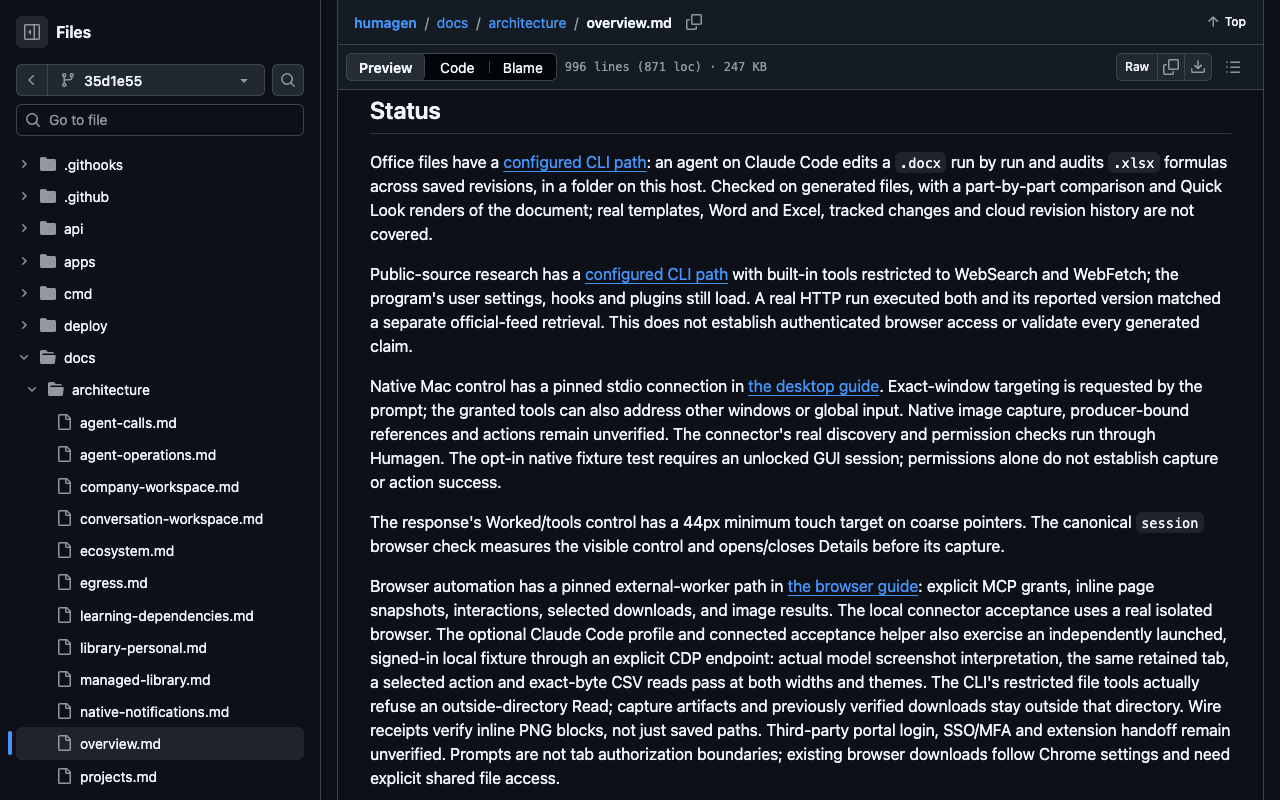 Files
35d1e55
Go to file
.githooks
.github
api
apps
cmd
deploy
docs
architecture
agent-calls.md
agent-operations.md
company-workspace.md
conversation-workspace.md
ecosystem.md
egress.md
learning-dependencies.md
library-personal.md
managed-library.md
native-notifications.md
overview.md
projects.md
humagen / docs / architecture / overview.md
Top
Preview Code Blame 996 lines (871 loc) · 247 KB Raw
Status
Office files have a configured CLI path: an agent on Claude Code edits a .docx run by run and audits .xlsx formulas
across saved revisions, in a folder on this host. Checked on generated files, with a part-by-part comparison and Quick
Look renders of the document; real templates, Word and Excel, tracked changes and cloud revision history are not
covered.
Public-source research has a configured CLI path with built-in tools restricted to WebSearch and WebFetch; the
program's user settings, hooks and plugins still load. A real HTTP run executed both and its reported version matched
a separate official-feed retrieval. This does not establish authenticated browser access or validate every generated
claim.
Native Mac control has a pinned stdio connection in the desktop guide. Exact-window targeting is requested by the
prompt; the granted tools can also address other windows or global input. Native image capture, producer-bound
references and actions remain unverified. The connector's real discovery and permission checks run through
Humagen. The opt-in native fixture test requires an unlocked GUI session; permissions alone do not establish capture
or action success.
The response's Worked/tools control has a 44px minimum touch target on coarse pointers. The canonical session
browser check measures the visible control and opens/closes Details before its capture.
Browser automation has a pinned external-worker path in the browser guide: explicit MCP grants, inline page
snapshots, interactions, selected downloads, and image results. The local connector acceptance uses a real isolated
browser. The optional Claude Code profile and connected acceptance helper also exercise an independently launched,
signed-in local fixture through an explicit CDP endpoint: actual model screenshot interpretation, the same retained tab,
a selected action and exact-byte CSV reads pass at both widths and themes. The CLI's restricted file tools actually
refuse an outside-directory Read; capture artifacts and previously verified downloads stay outside that directory. Wire
receipts verify inline PNG blocks, not just saved paths. Third-party portal login, SSO/MFA and extension handoff remain
unverified. Prompts are not tab authorization boundaries; existing browser downloads follow Chrome settings and need
explicit shared file access.